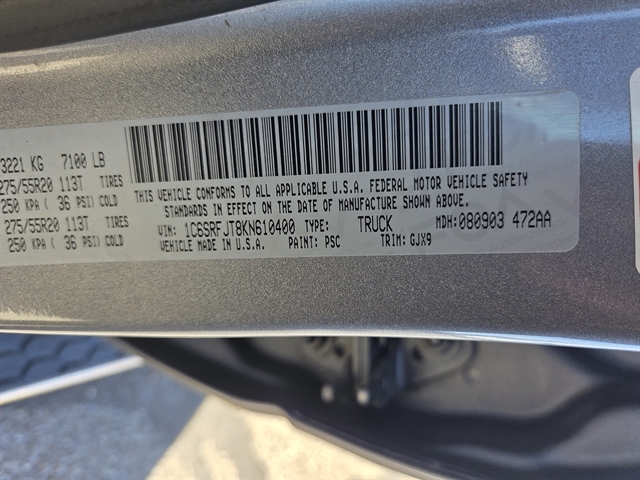 3221 KG 7100 LB
275/55R20 113T TIRES
250 KPA ( 36 PSI) COLD
275/55R20 113T TIRES
250 KPA ( 36 PSI) COLD
THIS VEHICLE CONFORMS TO ALL APPLICABLE U.S.A. FEDERAL MOTOR VEHICLE SAFETY
STANDARDS IN EFFECT ON THE DATE OF MANUFACTURE SHOWN ABOVE.
VIN: 1C6SRFJT8KN610400 TYPE: TRUCK MDH: 080903 472AA
VEHICLE MADE IN U.S.A. PAINT: PSC TRIM: GJX9